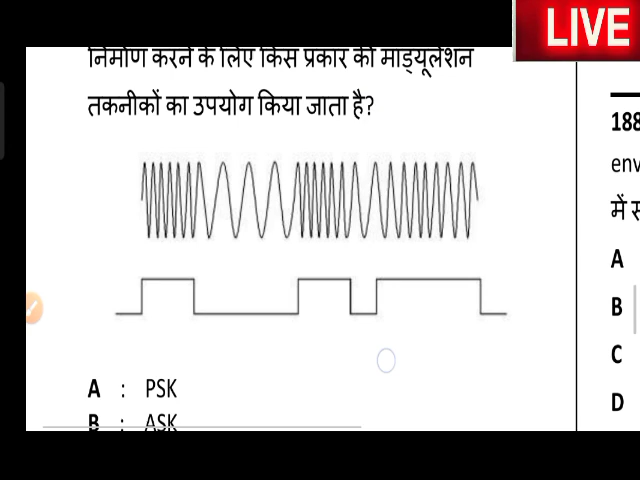 LIVE
निर्माण करने के लिए किस प्रकार की माड्यूलेशन
तकनीकों का उपयोग किया जाता है?
A : PSK
B : ASK
188
env
में स
A
B
C
D